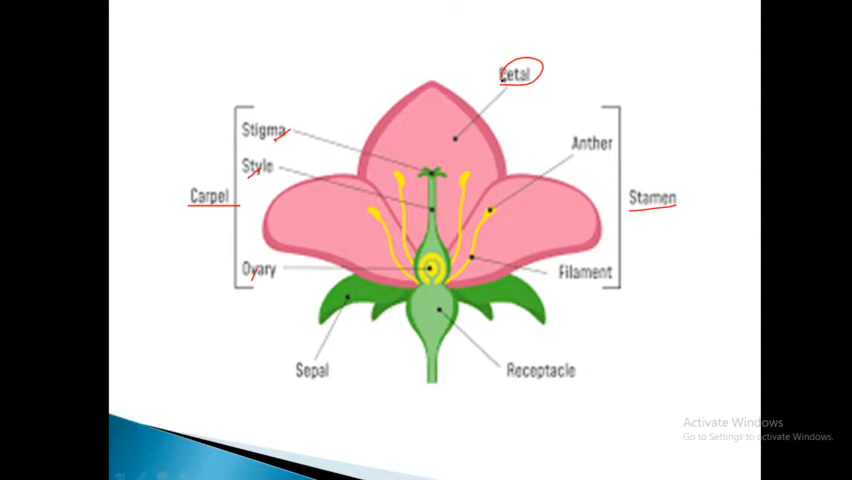 Petal
Stigma
Anther
Style
Carpel
Stamen
Ovary
Filament
Sepal
Receptacle
Activate Windows
Go to Settings to Activate Windows.